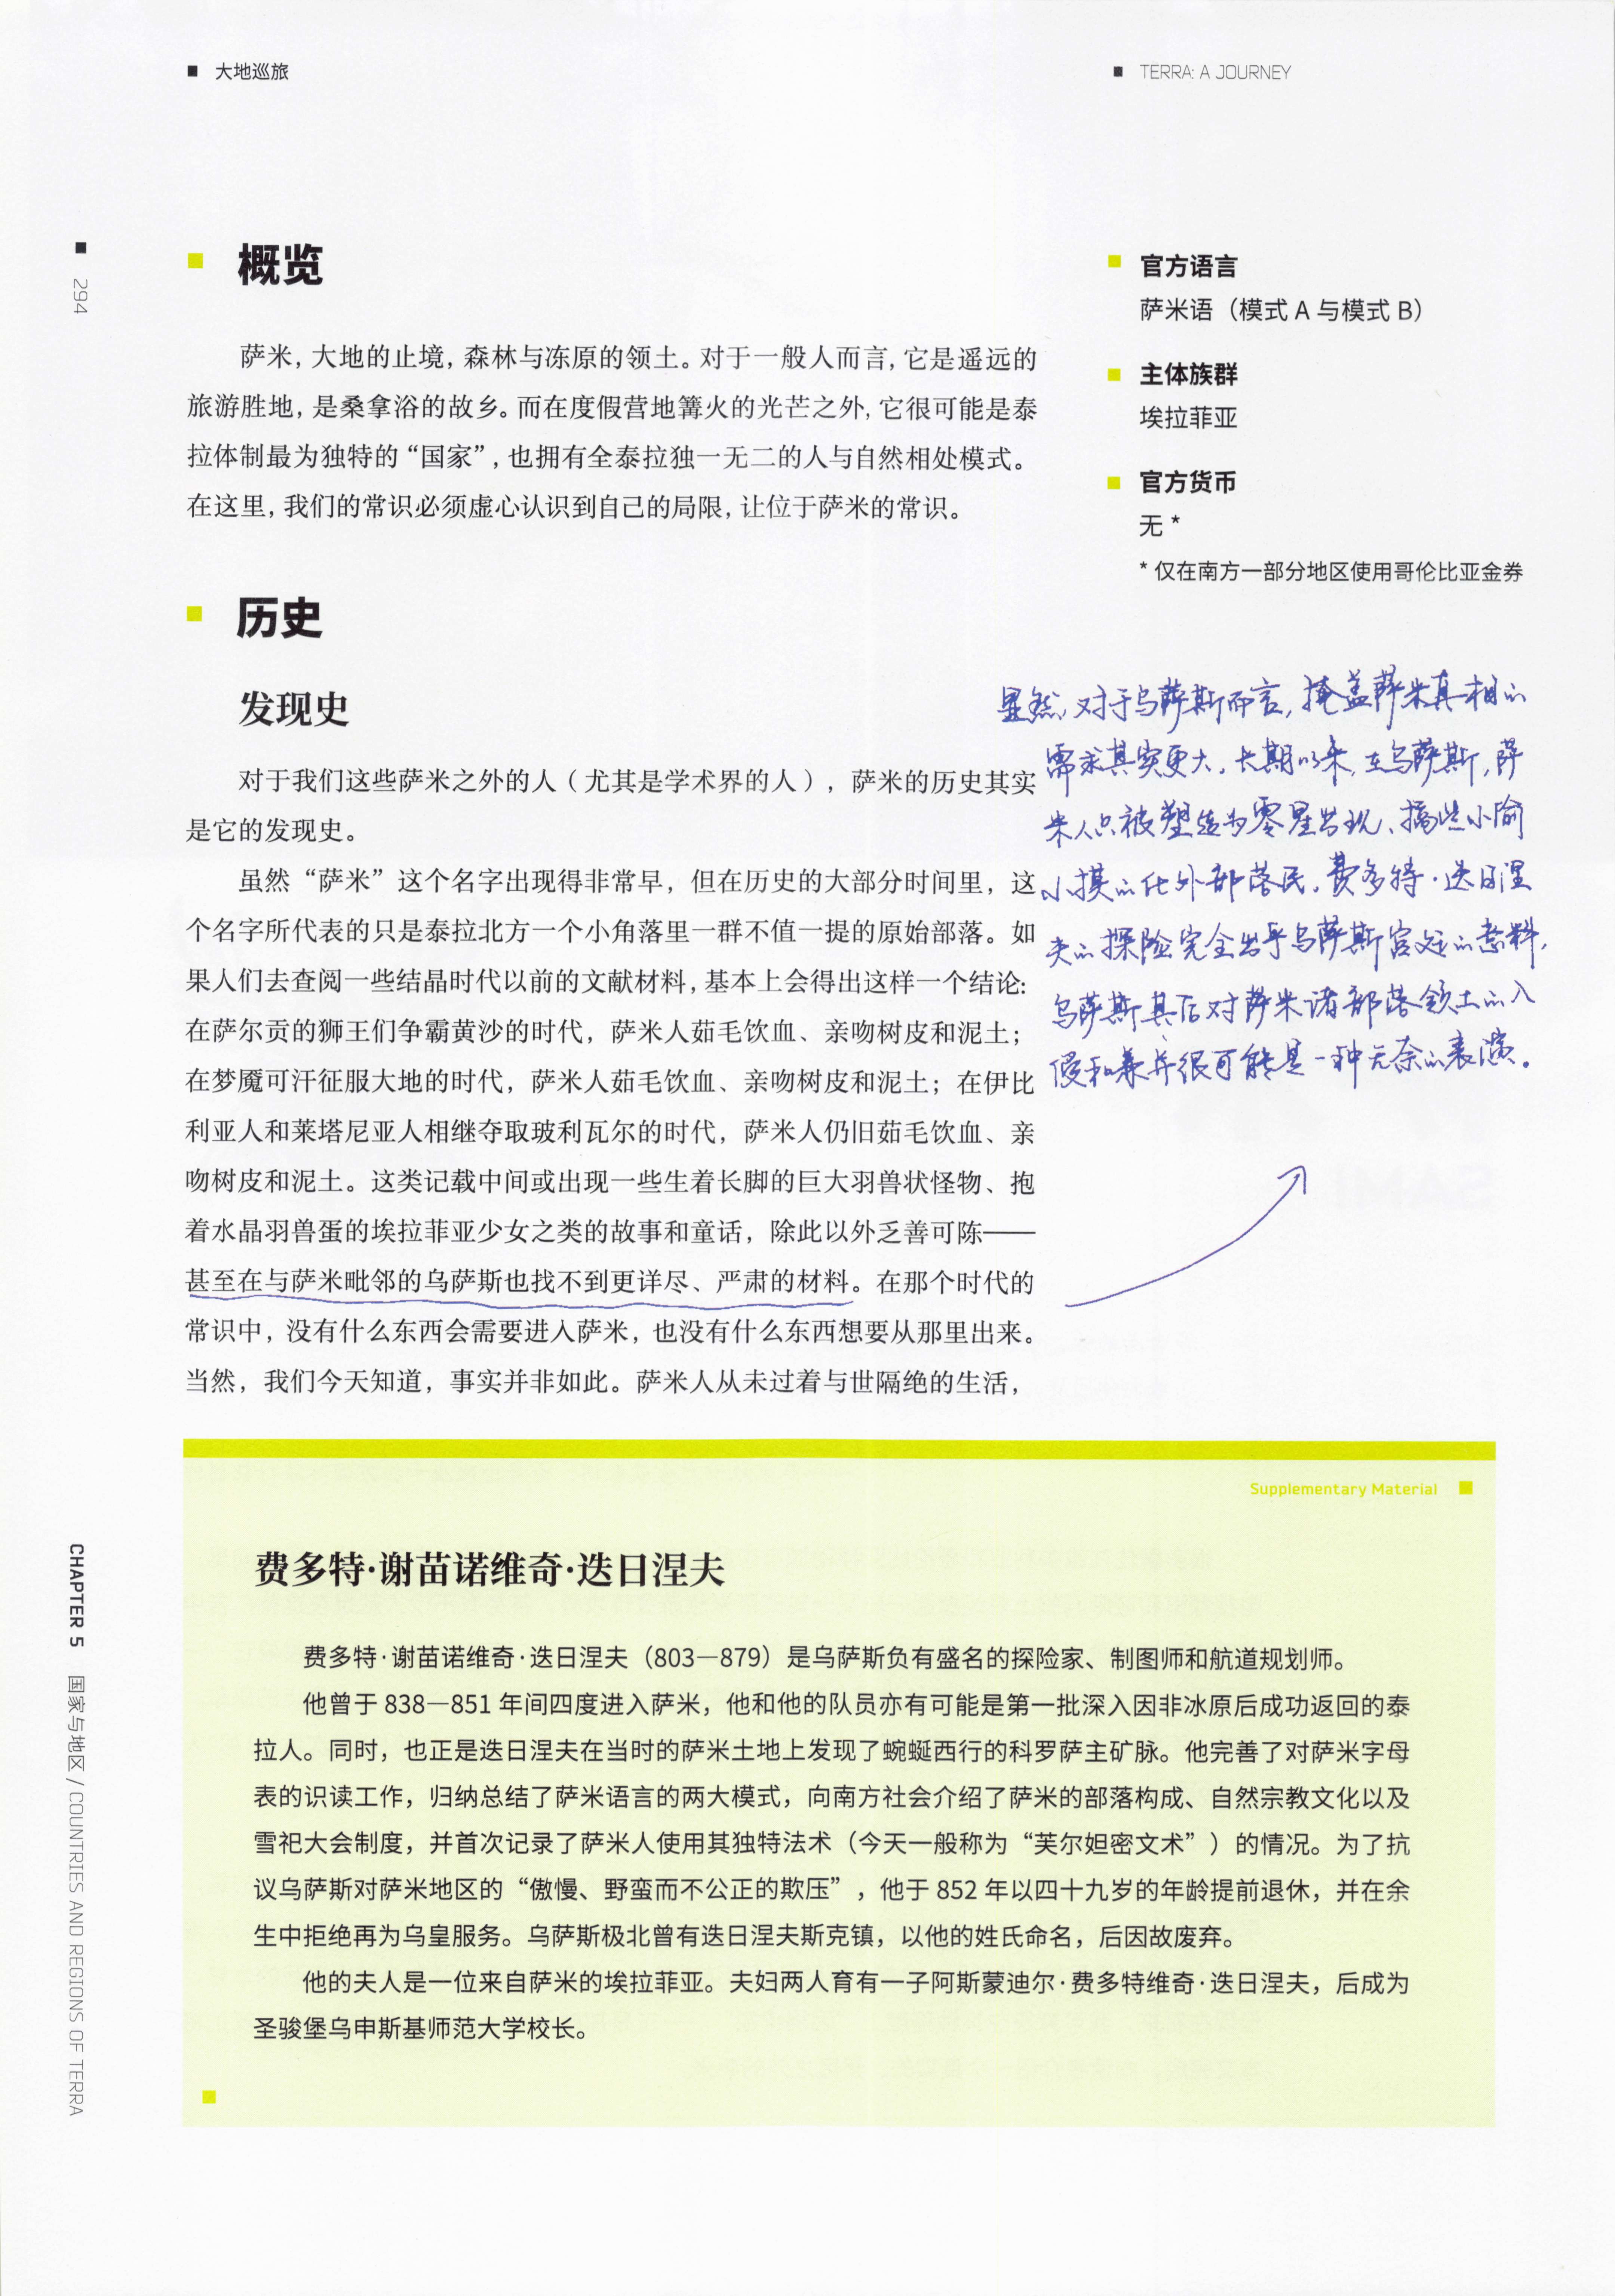 大地巡旅
TERRA: A JOURNEY
294
概览
萨米，大地的止境，森林与冻原的领土。对于一般人而言，它是遥远的
旅游胜地，是桑拿浴的故乡。而在度假营地篝火的光芒之外，它很可能是泰
拉体制最为独特的“国家”，也拥有全泰拉独一无二的人与自然相处模式。
在这里，我们的常识必须虚心认识到自己的局限，让位于萨米的常识。
官方语言
萨米语（模式 A 与模式 B）
主体族群
埃拉菲亚
官方货币
无 *
* 仅在南方一部分地区使用哥伦比亚金券
历史
发现史
对于我们这些萨米之外的人（尤其是学术界的人），萨米的历史其实
是它的发现史。
虽然“萨米”这个名字出现得非常早，但在历史的大部分时间里，这
个名字所代表的只是泰拉北方一个小角落里一群不值一提的原始部落。如
果人们去查阅一些结晶时代以前的文献材料，基本上会得出这样一个结论：
在萨尔贡的狮王们争霸黄沙的时代，萨米人茹毛饮血、亲吻树皮和泥土；
在梦魇可汗征服大地的时代，萨米人茹毛饮血、亲吻树皮和泥土；在伊比
利亚人和莱塔尼亚人相继夺取玻利瓦尔的时代，萨米人仍旧茹毛饮血、亲
吻树皮和泥土。这类记载中间或出现一些生着长脚的巨大羽兽状怪物、抱
着水晶羽兽蛋的埃拉菲亚少女之类的故事和童话，除此以外乏善可陈——
甚至在与萨米毗邻的乌萨斯也找不到更详尽、严肃的材料。在那个时代的
常识中，没有什么东西会需要进入萨米，也没有什么东西想要从那里出来。
当然，我们今天知道，事实并非如此。萨米人从未过着与世隔绝的生活，
显然，对于乌萨斯而言，掩盖萨米真相的
需求其实更大。长期以来，在乌萨斯，萨
米人只被塑造为零星出现、搞些小偷
小摸的化外部落民。费多特·迭日涅
夫的探险完全出乎乌萨斯宫廷的意料，
乌萨斯其后对萨米诸部落领土的入
侵和兼并很可能是一种无奈的表演。
Supplementary Material
费多特·谢苗诺维奇·迭日涅夫
费多特·谢苗诺维奇·迭日涅夫（803—879）是乌萨斯负有盛名的探险家、制图师和航道规划师。
他曾于 838—851 年间四度进入萨米，他和他的队员亦有可能是第一批深入因非冰原后成功返回的泰
拉人。同时，也正是迭日涅夫在当时的萨米土地上发现了蜿蜒西行的科罗萨主矿脉。他完善了对萨米字母
表的识读工作，归纳总结了萨米语言的两大模式，向南方社会介绍了萨米的部落构成、自然宗教文化以及
雪祀大会制度，并首次记录了萨米人使用其独特法术（今天一般称为“芙尔妲密文术”）的情况。为了抗
议乌萨斯对萨米地区的“傲慢、野蛮而不公正的欺压”，他于 852 年以四十九岁的年龄提前退休，并在余
生中拒绝再为乌皇服务。乌萨斯极北曾有迭日涅夫斯克镇，以他的姓氏命名，后因故废弃。
他的夫人是一位来自萨米的埃拉菲亚。夫妇两人育有一子阿斯蒙迪尔·费多特维奇·迭日涅夫，后成为
圣骏堡乌申斯基师范大学校长。
CHAPTER 5 国家与地区 / COUNTRIES AND REGIONS OF TERRA